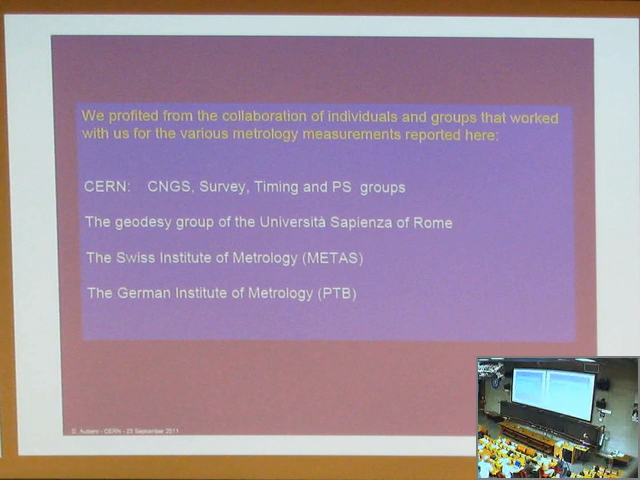 We profited from the collaboration of individuals and groups that worked
with us for the various metrology measurements reported here:
CERN: CNGS, Survey, Timing and PS groups
The geodesy group of the Università Sapienza of Rome
The Swiss Institute of Metrology (METAS)
The German Institute of Metrology (PTB)
D. Autiero - CERN - 23 September 2011